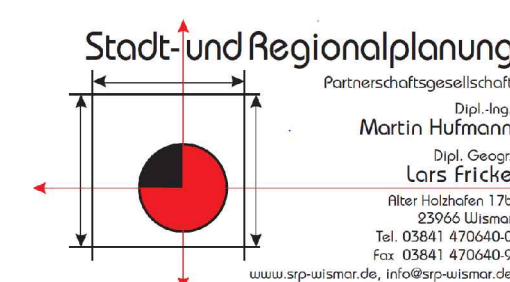 Stadt- und Regionalplanung
Partnerschaftsgesellschaft
Dipl.-Ing.
Martin Hufmann
Dipl. Geogr.
Lars Fricke
Alter Holzhafen 17b
23966 Wismar
Tel. 03841 470640-0
Fax 03841 470640-9
www.srp-wismar.de, info@srp-wismar.de